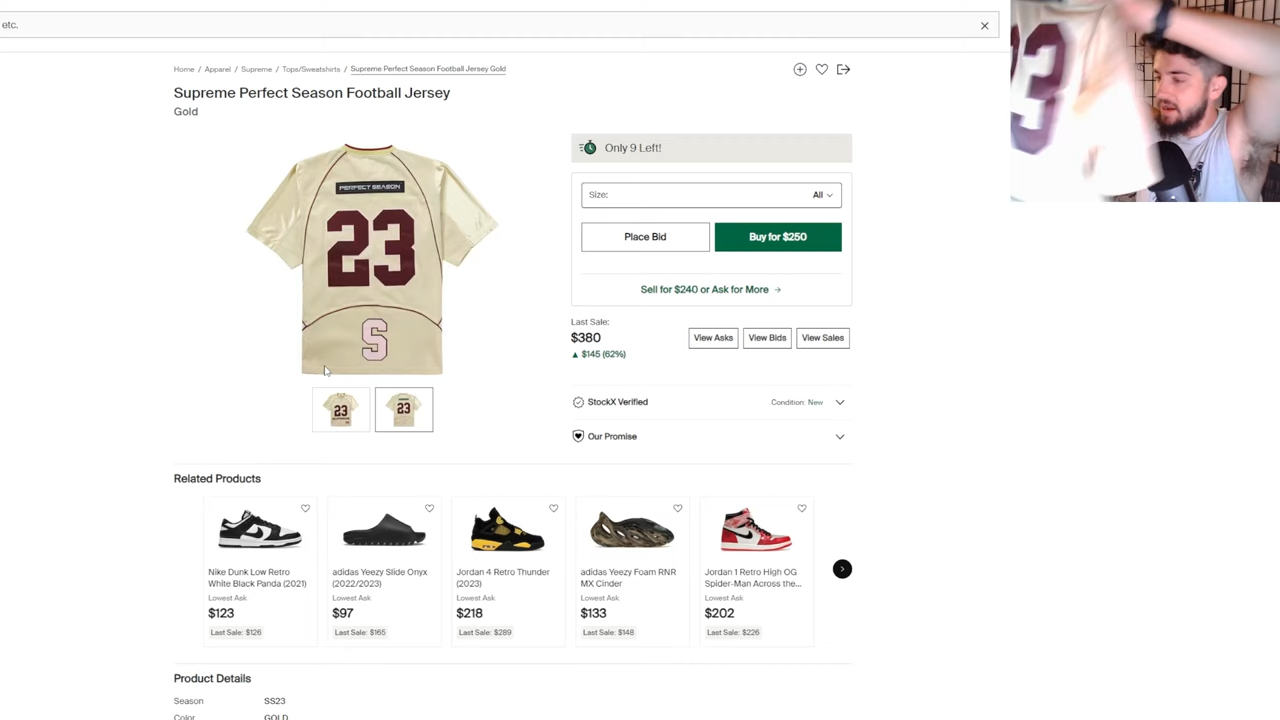 etc.
Home / Apparel / Supreme / Tops/Sweatshirts / Supreme Perfect Season Football Jersey Gold
Supreme Perfect Season Football Jersey
Gold
PERFECT SEASON
23
S
23
23
Only 9 Left!
Size: All
Place Bid
Buy for $250
Sell for $240 or Ask for More →
Last Sale:
$380
▲ $145 (62%)
View Asks
View Bids
View Sales
StockX Verified
Condition: New
Our Promise
Related Products
Nike Dunk Low Retro
White Black Panda (2021)
Lowest Ask
$123
Last Sale: $126
adidas Yeezy Slide Onyx
(2022/2023)
Lowest Ask
$97
Last Sale: $165
Jordan 4 Retro Thunder
(2023)
Lowest Ask
$218
Last Sale: $289
adidas Yeezy Foam RNR
MX Cinder
Lowest Ask
$133
Last Sale: $148
Jordan 1 Retro High OG
Spider-Man Across the...
Lowest Ask
$202
Last Sale: $226
Product Details
Season SS23
Color GOLD
23